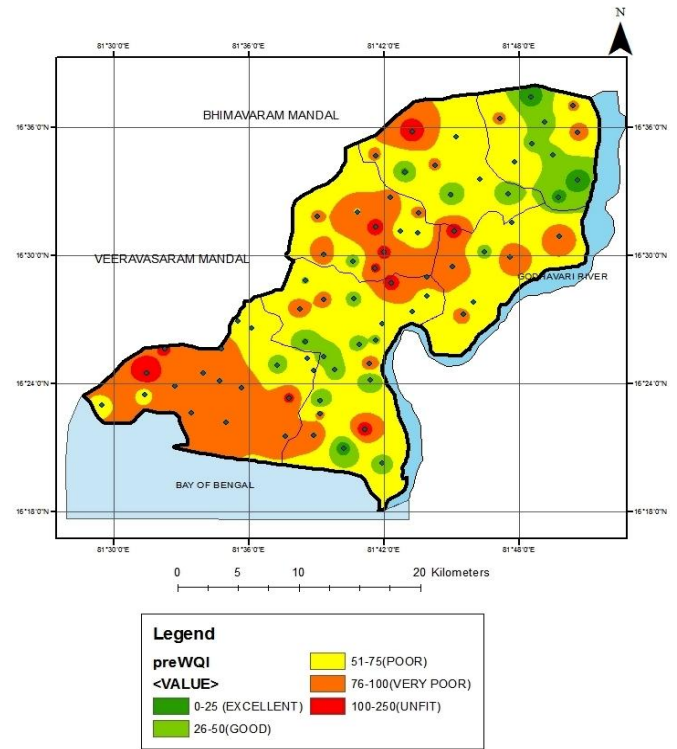 N
81°30'0"E 81°36'0"E 81°42'0"E 81°48'0"E
BHIMAVARAM MANDAL
16°36'0"N 16°36'0"N
16°30'0"N 16°30'0"N
VEERAVASARAM MANDAL
GODHAVARI RIVER
16°24'0"N 16°24'0"N
BAY OF BENGAL
16°18'0"N 16°18'0"N
81°30'0"E 81°36'0"E 81°42'0"E 81°48'0"E
0 5 10 20 Kilometers
Legend
preWQI
<VALUE>
0-25 (EXCELLENT)
26-50(GOOD)
51-75(POOR)
76-100(VERY POOR)
100-250(UNFIT)